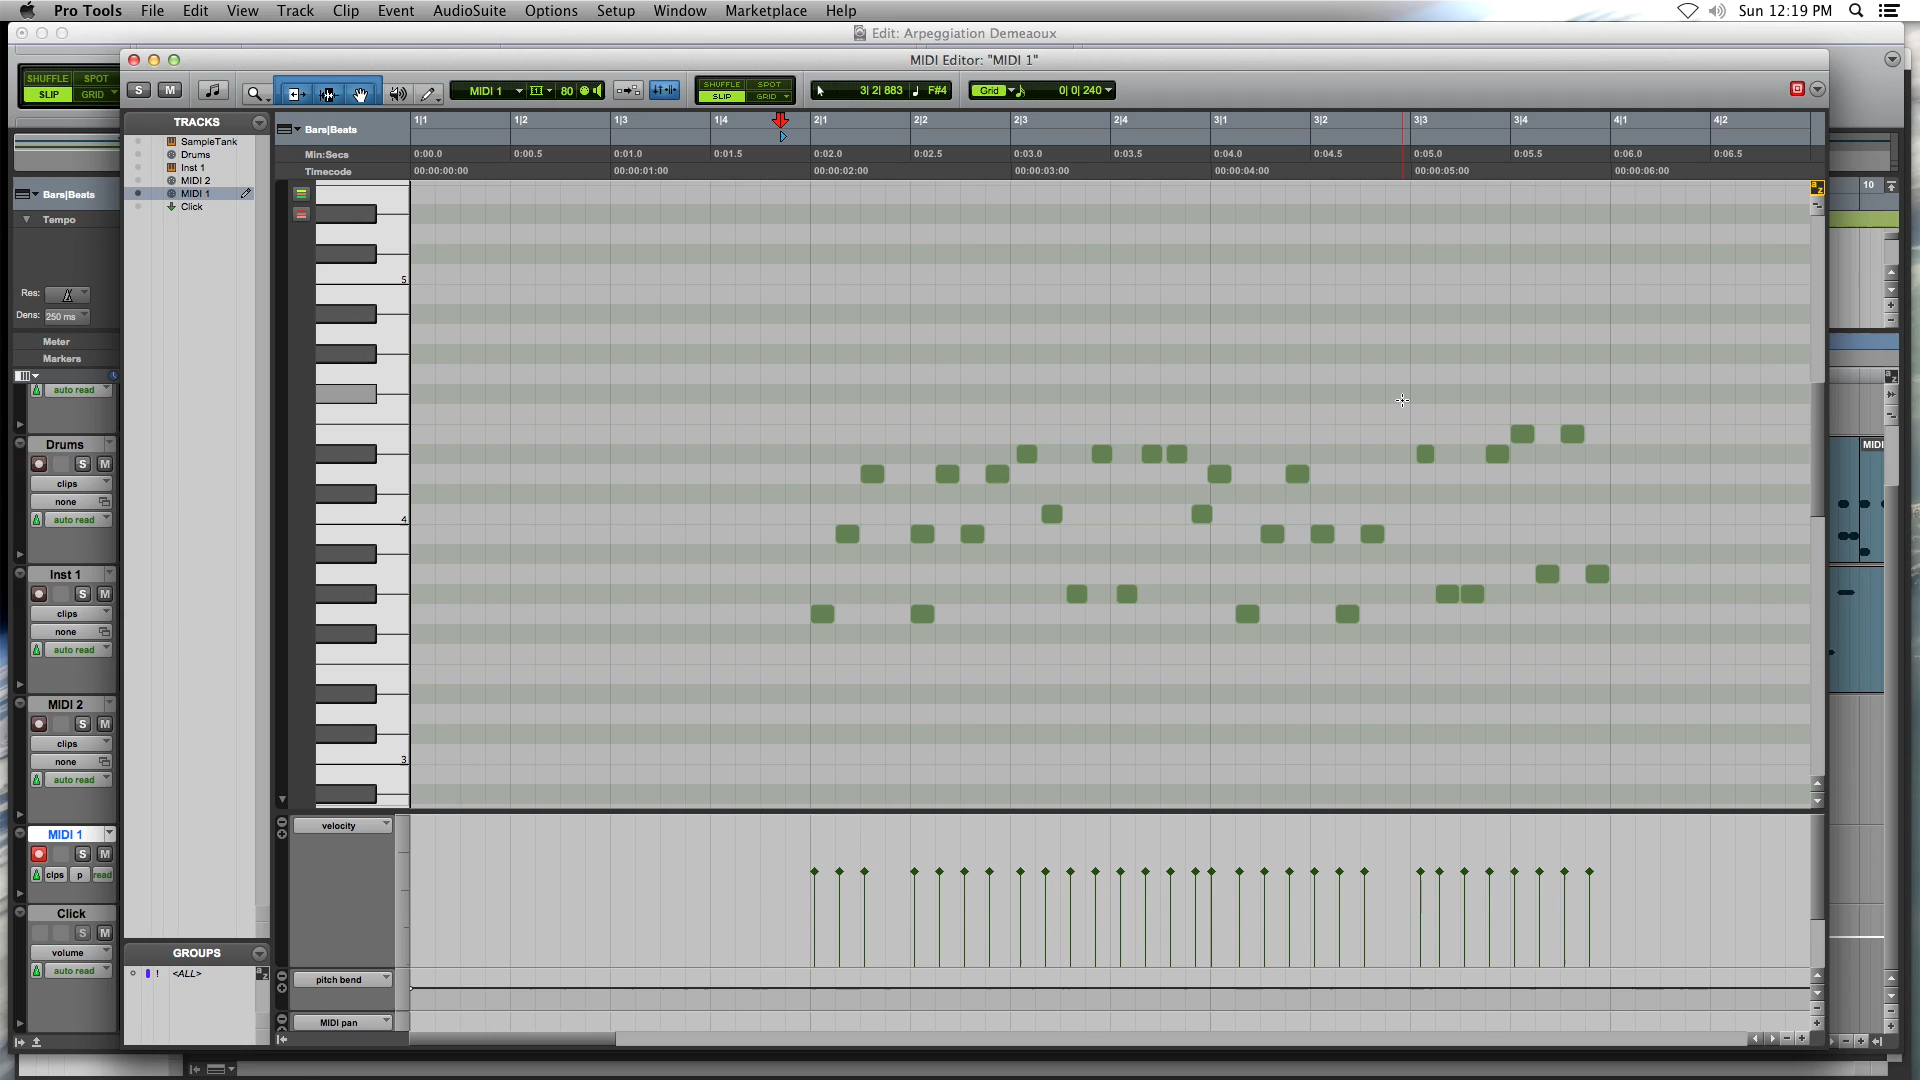 Pro Tools File Edit View Track Clip Event AudioSuite Options Setup Window Marketplace Help Sun 12:19 PM
Edit: Arpeggiation Demeaoux
MIDI Editor: "MIDI 1"
SHUFFLE SPOT
SLIP GRID
S M
MIDI 1 80
SHUFFLE SPOT
SLIP GRID
3| 2| 883 F#4
Grid 0| 0| 240
TRACKS
SampleTank
Drums
Inst 1
MIDI 2
MIDI 1
Click
Bars|Beats 1|1 1|2 1|3 1|4 2|1 2|2 2|3 2|4 3|1 3|2 3|3 3|4 4|1 4|2
Min:Secs 0:00.0 0:00.5 0:01.0 0:01.5 0:02.0 0:02.5 0:03.0 0:03.5 0:04.0 0:04.5 0:05.0 0:05.5 0:06.0 0:06.5
Timecode 00:00:00:00 00:00:01:00 00:00:02:00 00:00:03:00 00:00:04:00 00:00:05:00 00:00:06:00
Bars|Beats
10
Tempo
Res:
Dens: 250 ms
Meter
Markers
auto read
Drums
S M
clips
none
auto read
Inst 1
S M
clips
none
auto read
MIDI 2
S M
clips
none
auto read
MIDI 1
S M
clps p read
Click
S M
volume
auto read
5
4
3
a z
MIDI
velocity
pitch bend
MIDI pan
GROUPS
! <ALL>
a z